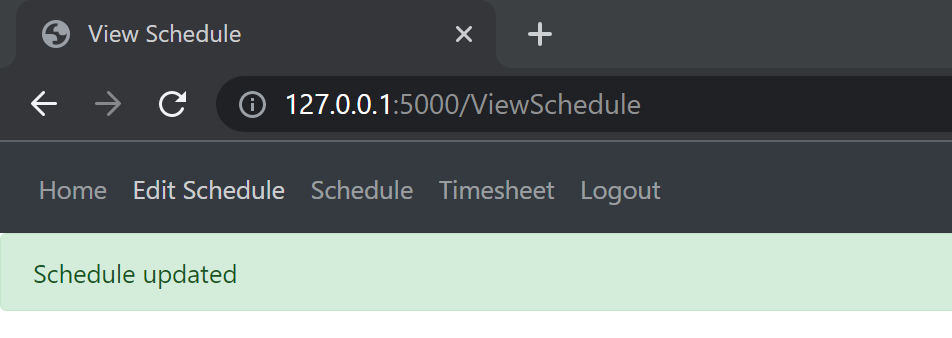 View Schedule
127.0.0.1:5000/ViewSchedule
Home Edit Schedule Schedule Timesheet Logout
Schedule updated